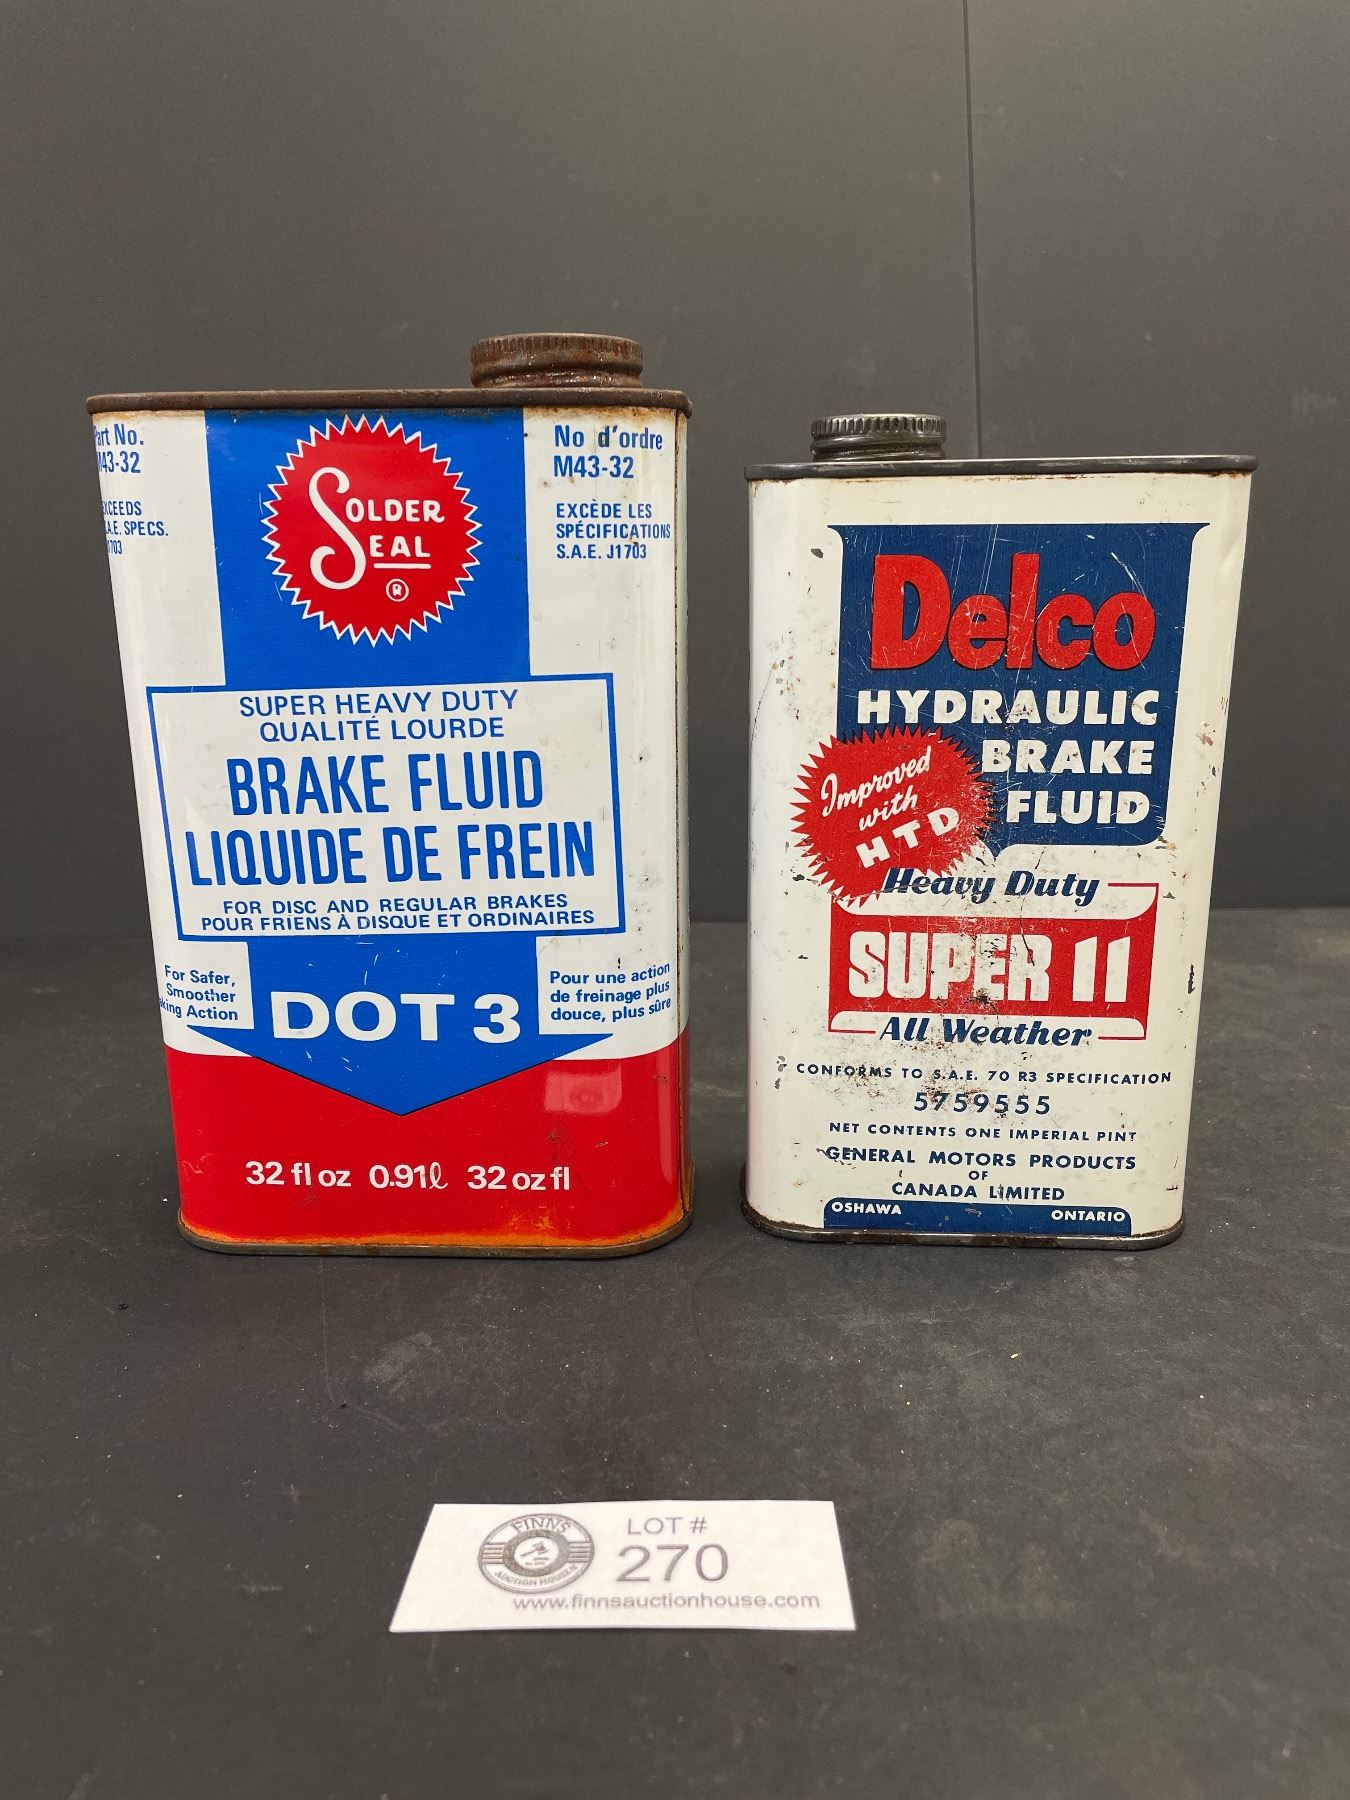 No.
M43-32
S.A.E. SPECS.
SOLDER
SEAL
®
No d'ordre
M43-32
EXCÈDE LES
SPÉCIFICATIONS
S.A.E. J1703
SUPER HEAVY DUTY
QUALITÉ LOURDE
BRAKE FLUID
LIQUIDE DE FREIN
FOR DISC AND REGULAR BRAKES
POUR FRIENS À DISQUE ET ORDINAIRES
For Safer,
Smoother
Action
DOT 3
Pour une action
de freinage plus
douce, plus sûre
32 fl oz 0.91ℓ 32 oz fl
Delco
HYDRAULIC
BRAKE
FLUID
Improved
with
HTD
Heavy Duty
SUPER 11
All Weather
CONFORMS TO S.A.E. 70 R3 SPECIFICATION
5759555
NET CONTENTS ONE IMPERIAL PINT
GENERAL MOTORS PRODUCTS
OF
CANADA LIMITED
OSHAWA ONTARIO
FINNS
AUCTION HOUSE
LOT #
270
www.finnsauctionhouse.com